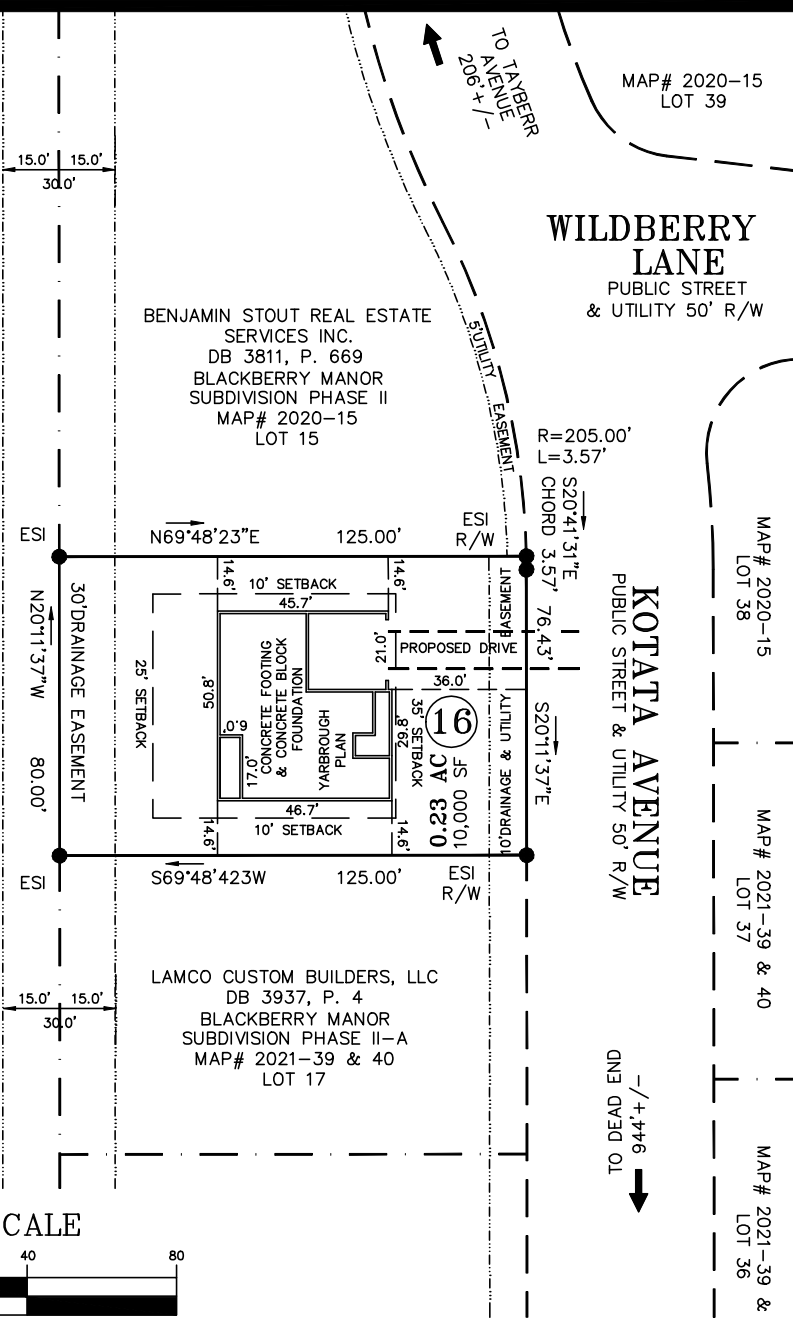 TO TAYBERR
AVENUE
206'+/-
MAP# 2020-15
LOT 39
15.0'
15.0'
30.0'
WILDBERRY
LANE
PUBLIC STREET
& UTILITY 50' R/W
BENJAMIN STOUT REAL ESTATE
SERVICES INC.
DB 3811, P. 669
BLACKBERRY MANOR
SUBDIVISION PHASE II
MAP# 2020-15
LOT 15
5'UTILITY EASEMENT
R=205.00'
L=3.57'
S20°41'31"E
CHORD 3.57'
ESI
N69°48'23"E
125.00'
ESI
R/W
MAP# 2020-15
LOT 38
14.6'
14.6'
10' SETBACK
45.7'
N20°11'37"W
80.00'
30'DRAINAGE EASEMENT
25' SETBACK
50.8'
CONCRETE FOOTING
& CONCRETE BLOCK
FOUNDATION
6.0'
17.0'
YARBROUGH
PLAN
21.0'
PROPOSED DRIVE
36.0'
29.8'
35' SETBACK
16
0.23 AC
10,000 SF
10'DRAINAGE & UTILITY EASEMENT
76.43'
S20°11'37"E
KOTATA AVENUE
PUBLIC STREET & UTILITY 50' R/W
46.7'
10' SETBACK
14.6'
14.6'
ESI
S69°48'423W
125.00'
ESI
R/W
MAP# 2021-39 & 40
LOT 37
LAMCO CUSTOM BUILDERS, LLC
DB 3937, P. 4
BLACKBERRY MANOR
SUBDIVISION PHASE II-A
MAP# 2021-39 & 40
LOT 17
15.0'
15.0'
30.0'
944'+/-
TO DEAD END
MAP# 2021-39 &
LOT 36
CALE
40
80